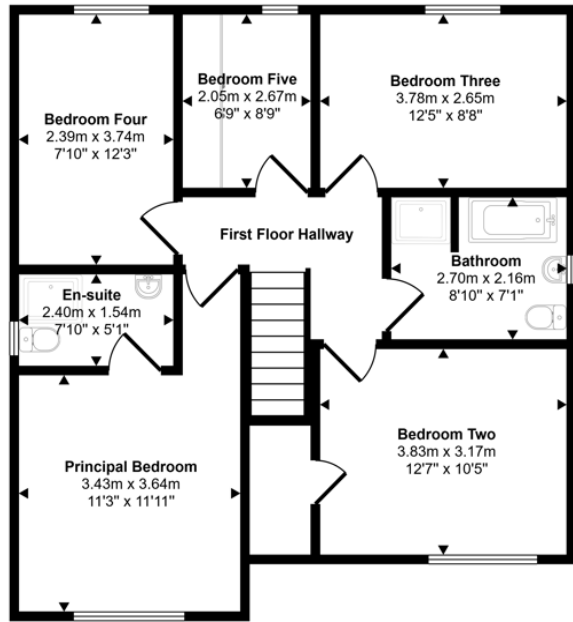 Bedroom Four
2.39m x 3.74m
7'10" x 12'3"
Bedroom Five
2.05m x 2.67m
6'9" x 8'9"
Bedroom Three
3.78m x 2.65m
12'5" x 8'8"
First Floor Hallway
En-suite
2.40m x 1.54m
7'10" x 5'1"
Bathroom
2.70m x 2.16m
8'10" x 7'1"
Principal Bedroom
3.43m x 3.64m
11'3" x 11'11"
Bedroom Two
3.83m x 3.17m
12'7" x 10'5"